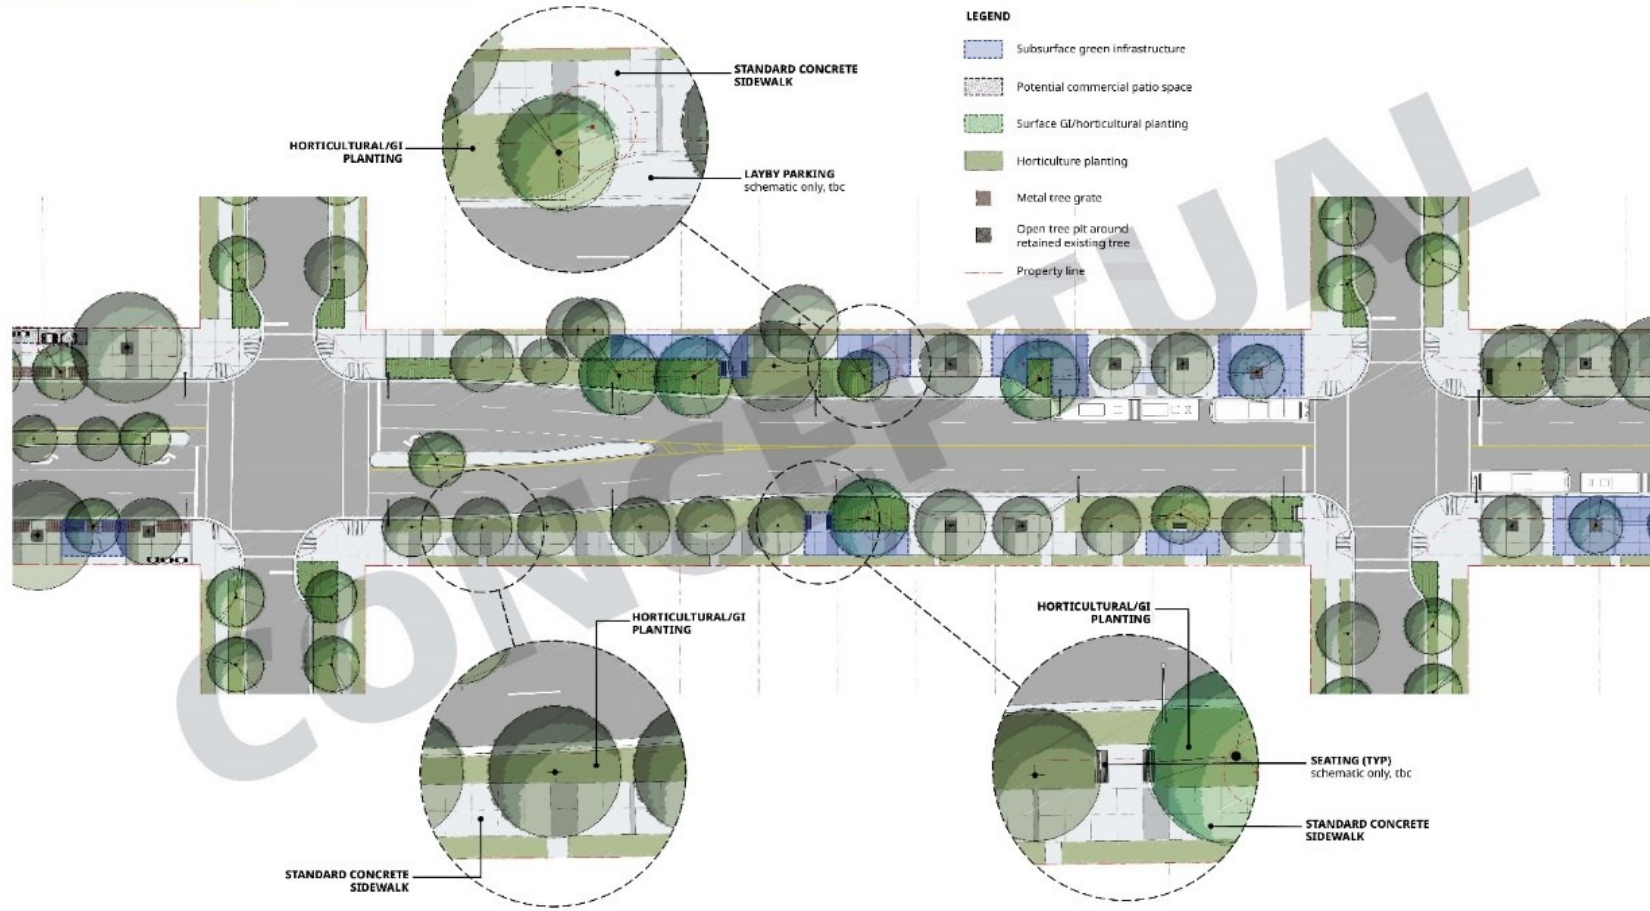 LEGEND
Subsurface green infrastructure
Potential commercial patio space
Surface GI/horticultural planting
Horticulture planting
Metal tree grate
Open tree pit around
retained existing tree
Property line
STANDARD CONCRETE
SIDEWALK
HORTICULTURAL/GI
PLANTING
LAYBY PARKING
schematic only, tbc
CONCEPTUAL
HORTICULTURAL/GI
PLANTING
STANDARD CONCRETE
SIDEWALK
HORTICULTURAL/GI
PLANTING
SEATING (TYP)
schematic only, tbc
STANDARD CONCRETE
SIDEWALK